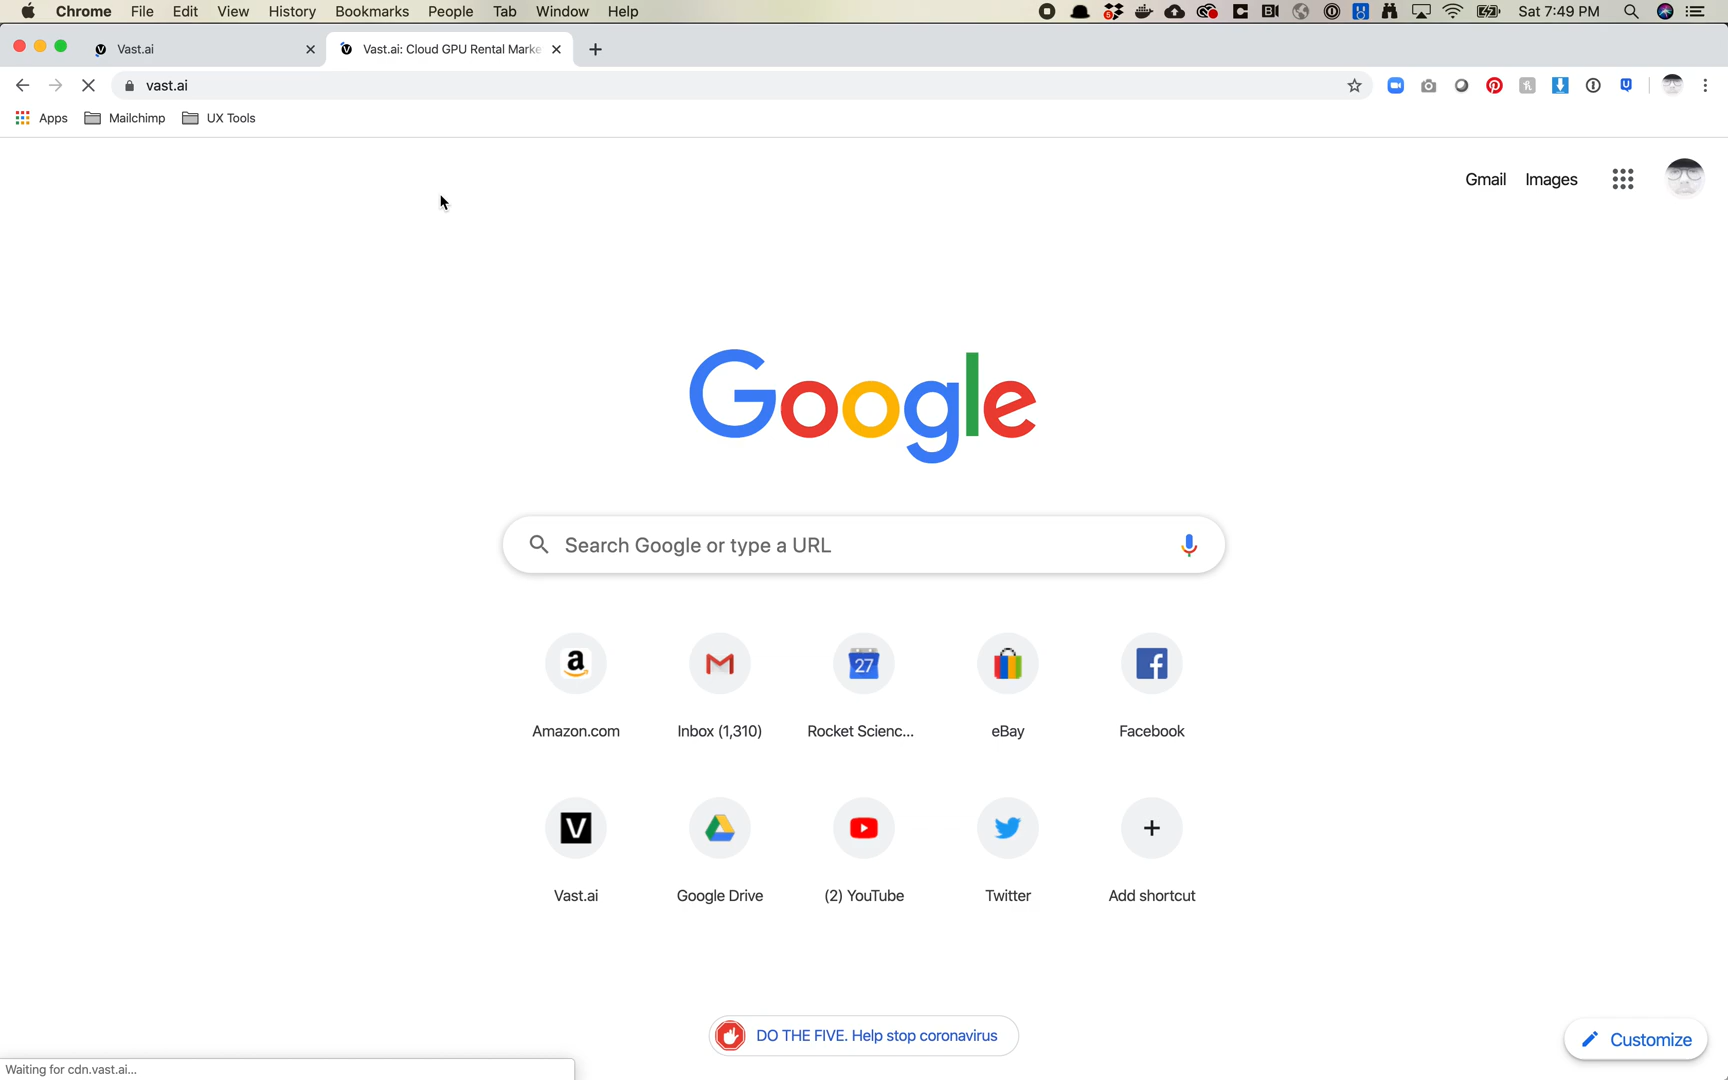 Chrome File Edit View History Bookmarks People Tab Window Help Sat 7:49 PM
Vast.ai Vast.ai: Cloud GPU Rental Marke
vast.ai
Apps Mailchimp UX Tools
Gmail Images
Google
Search Google or type a URL
Amazon.com Inbox (1,310) Rocket Scienc... eBay Facebook
Vast.ai Google Drive (2) YouTube Twitter Add shortcut
DO THE FIVE. Help stop coronavirus
Customize
Waiting for cdn.vast.ai...